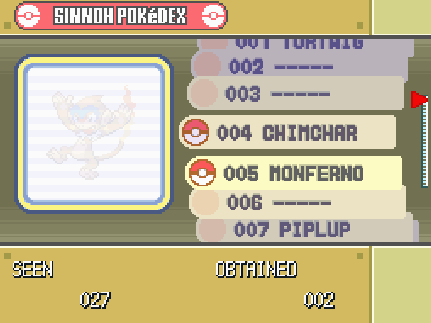 SINNOH POKéDEX
001 TURTWIG
002 -----
003 -----
004 CHIMCHAR
005 MONFERNO
006 -----
007 PIPLUP
SEEN OBTAINED
027 002